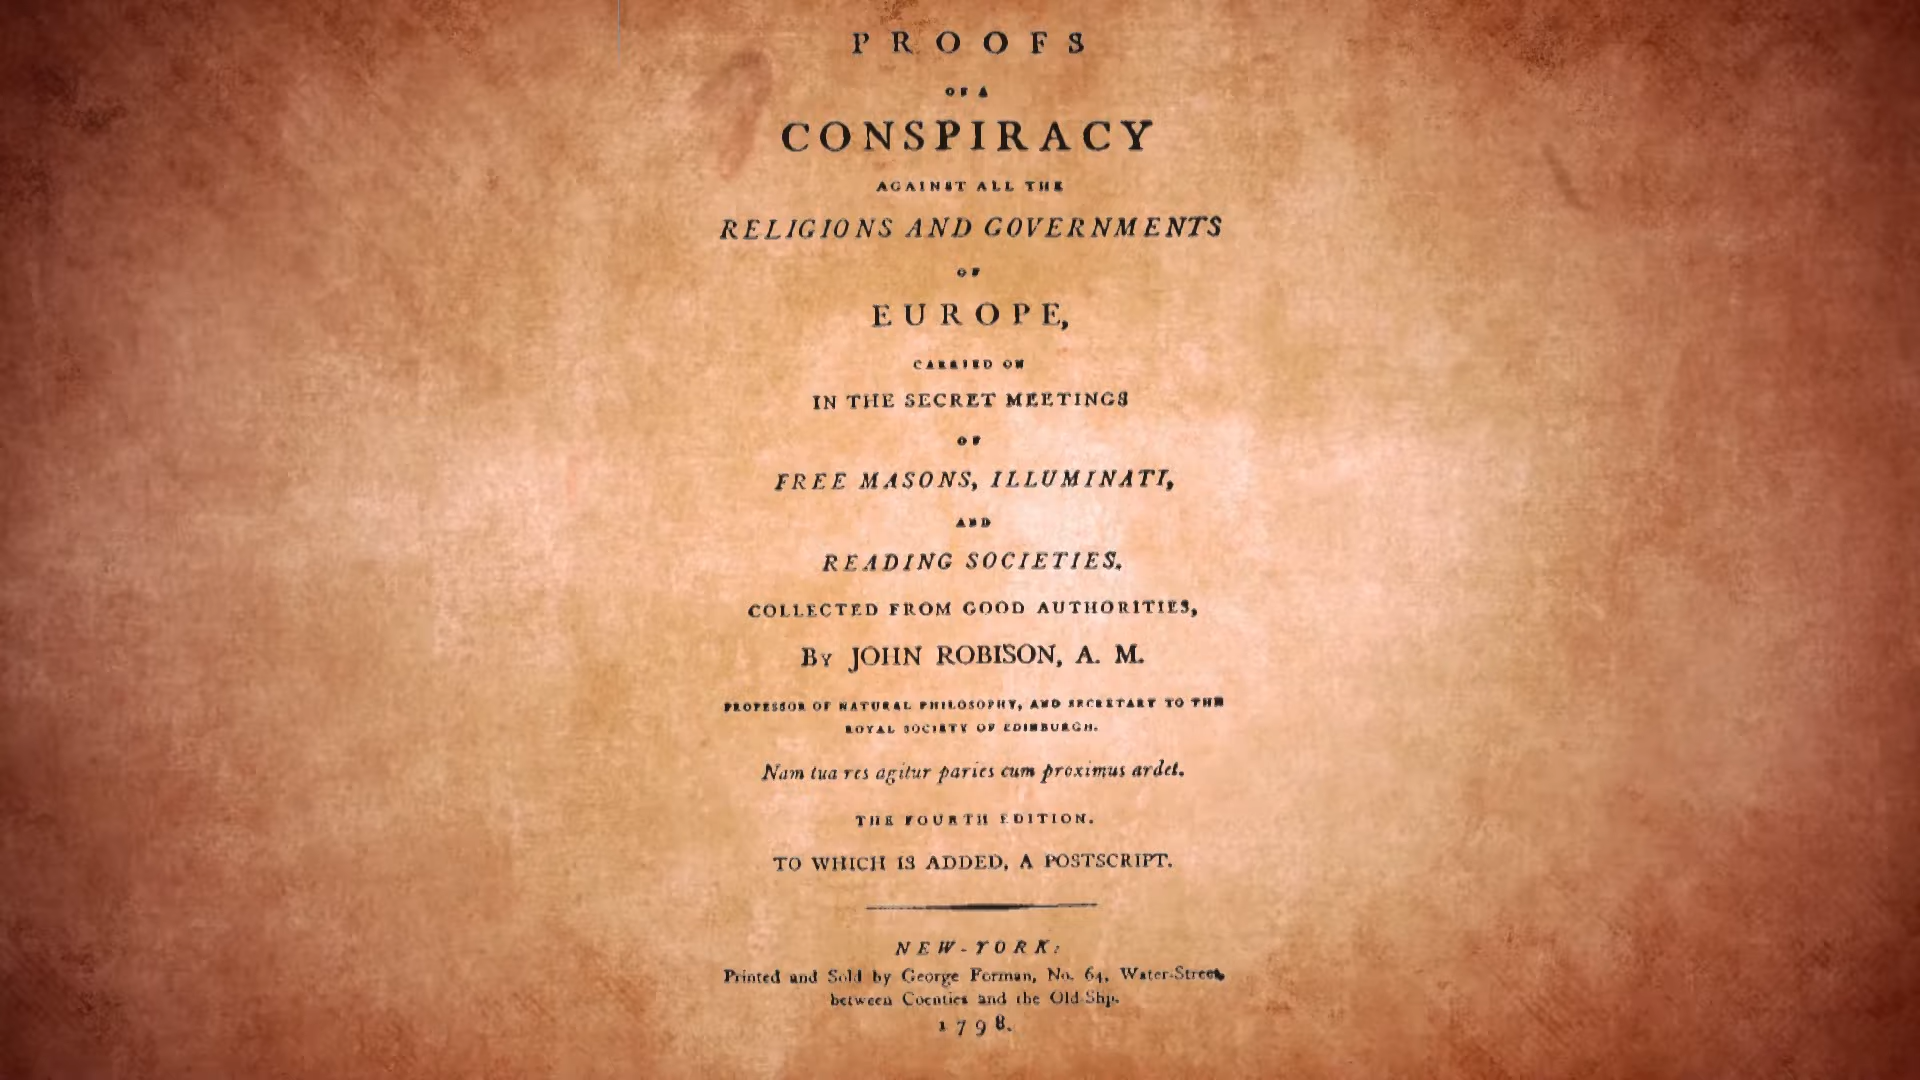 PROOFS
OF A
CONSPIRACY
AGAINST ALL THE
RELIGIONS AND GOVERNMENTS
OF
EUROPE,
CARRIED ON
IN THE SECRET MEETINGS
OF
FREE MASONS, ILLUMINATI,
AND
READING SOCIETIES.
COLLECTED FROM GOOD AUTHORITIES,
BY JOHN ROBISON, A. M.
PROFESSOR OF NATURAL PHILOSOPHY, AND SECRETARY TO THE
ROYAL SOCIETY OF EDINBURGH.
Nam tua res agitur paries cum proximus ardet.
THE FOURTH EDITION.
TO WHICH IS ADDED, A POSTSCRIPT.
NEW-YORK:
Printed and Sold by George Forman, No. 64, Water-Street,
between Coenties and the Old-Slip.
1798.